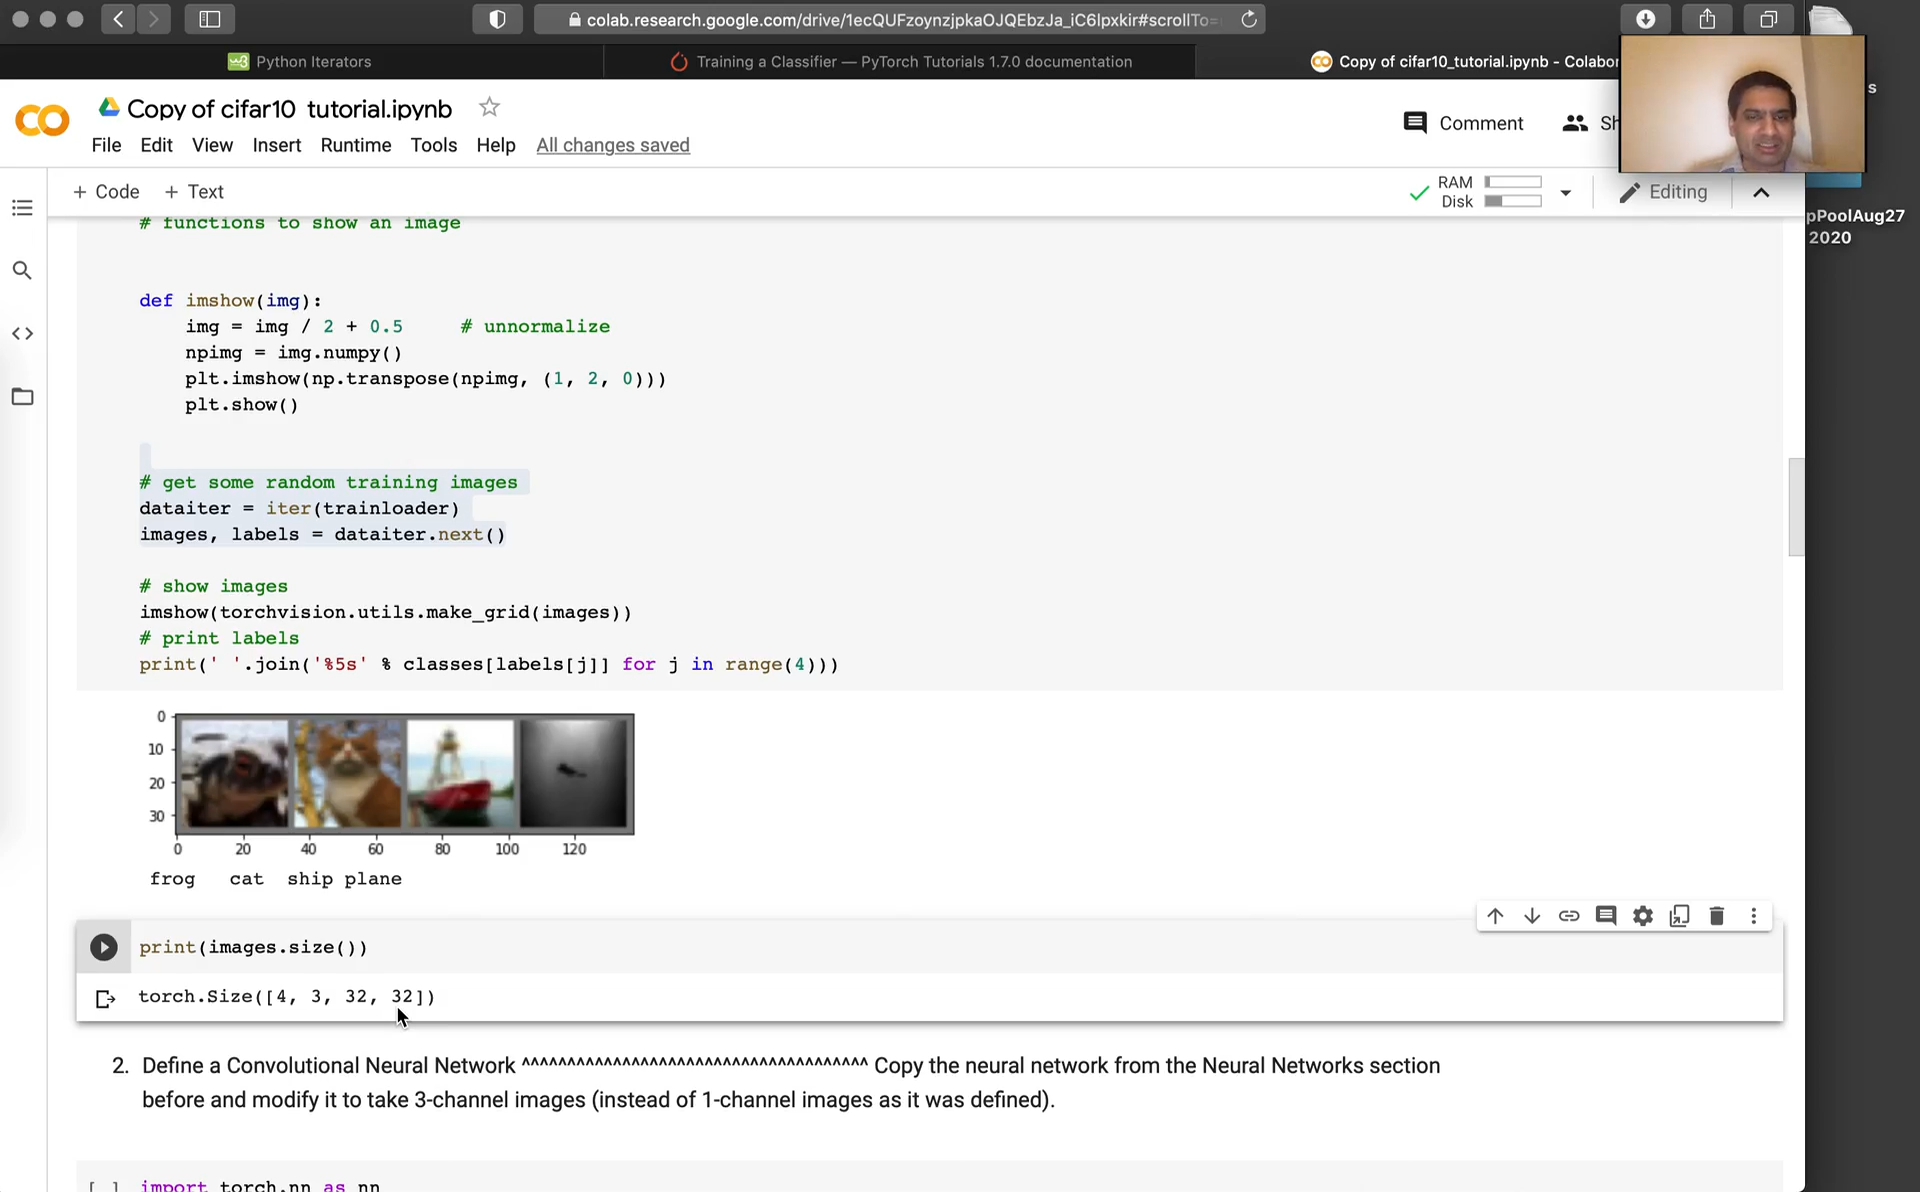 colab.research.google.com/drive/1ecQUFzoynzjpkaOJQEbzJa_iC6lpxkir#scrollTo=
Python Iterators
Training a Classifier — PyTorch Tutorials 1.7.0 documentation
Copy of cifar10_tutorial.ipynb - Colabor
s
Copy of cifar10 tutorial.ipynb
Comment
Sh
File Edit View Insert Runtime Tools Help All changes saved
+ Code + Text
RAM
Disk
Editing
pPoolAug27
2020
# functions to show an image
def imshow(img):
img = img / 2 + 0.5 # unnormalize
npimg = img.numpy()
plt.imshow(np.transpose(npimg, (1, 2, 0)))
plt.show()
# get some random training images
dataiter = iter(trainloader)
images, labels = dataiter.next()
# show images
imshow(torchvision.utils.make_grid(images))
# print labels
print(' '.join('%5s' % classes[labels[j]] for j in range(4)))
0
10
20
30
0 20 40 60 80 100 120
frog cat ship plane
print(images.size())
torch.Size([4, 3, 32, 32])
2. Define a Convolutional Neural Network ^^^^^^^^^^^^^^^^^^^^^^^^^^^^^^^^^^^^^^ Copy the neural network from the Neural Networks section
before and modify it to take 3-channel images (instead of 1-channel images as it was defined).
[ ] import torch.nn as nn